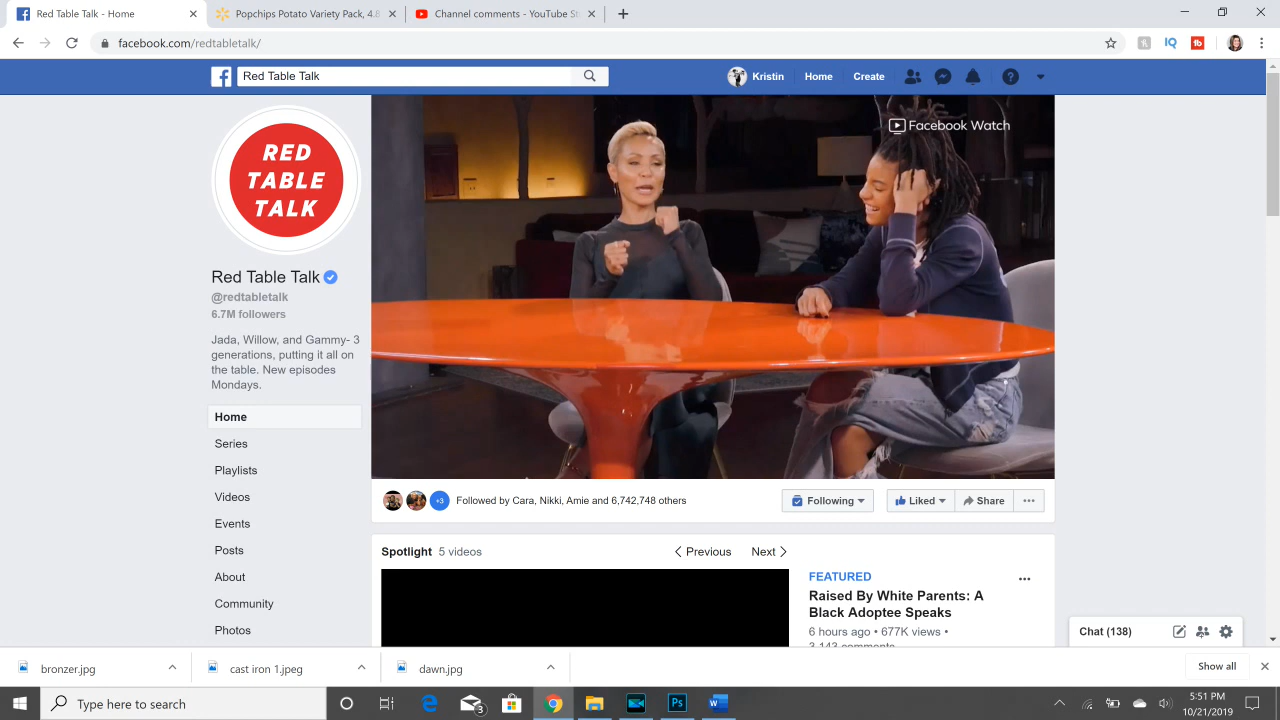 Red Table Talk - Home
Popchips Potato Variety Pack, 4.8
Channel comments - YouTube St
facebook.com/redtabletalk/
Red Table Talk
Kristin
Home
Create
RED
TABLE
TALK
Facebook Watch
Red Table Talk
@redtabletalk
6.7M followers
Jada, Willow, and Gammy- 3
generations, putting it all on
the table. New episodes
Mondays.
Home
Series
Playlists
Videos
Events
Posts
About
Community
Photos
+3
Followed by Cara, Nikki, Amie and 6,742,748 others
Following
Liked
Share
Spotlight 5 videos
Previous
Next
FEATURED
Raised By White Parents: A
Black Adoptee Speaks
6 hours ago • 677K views •
3,143 comments
Chat (138)
bronzer.jpg
cast iron 1.jpeg
dawn.jpg
Show all
Type here to search
3
5:51 PM
10/21/2019